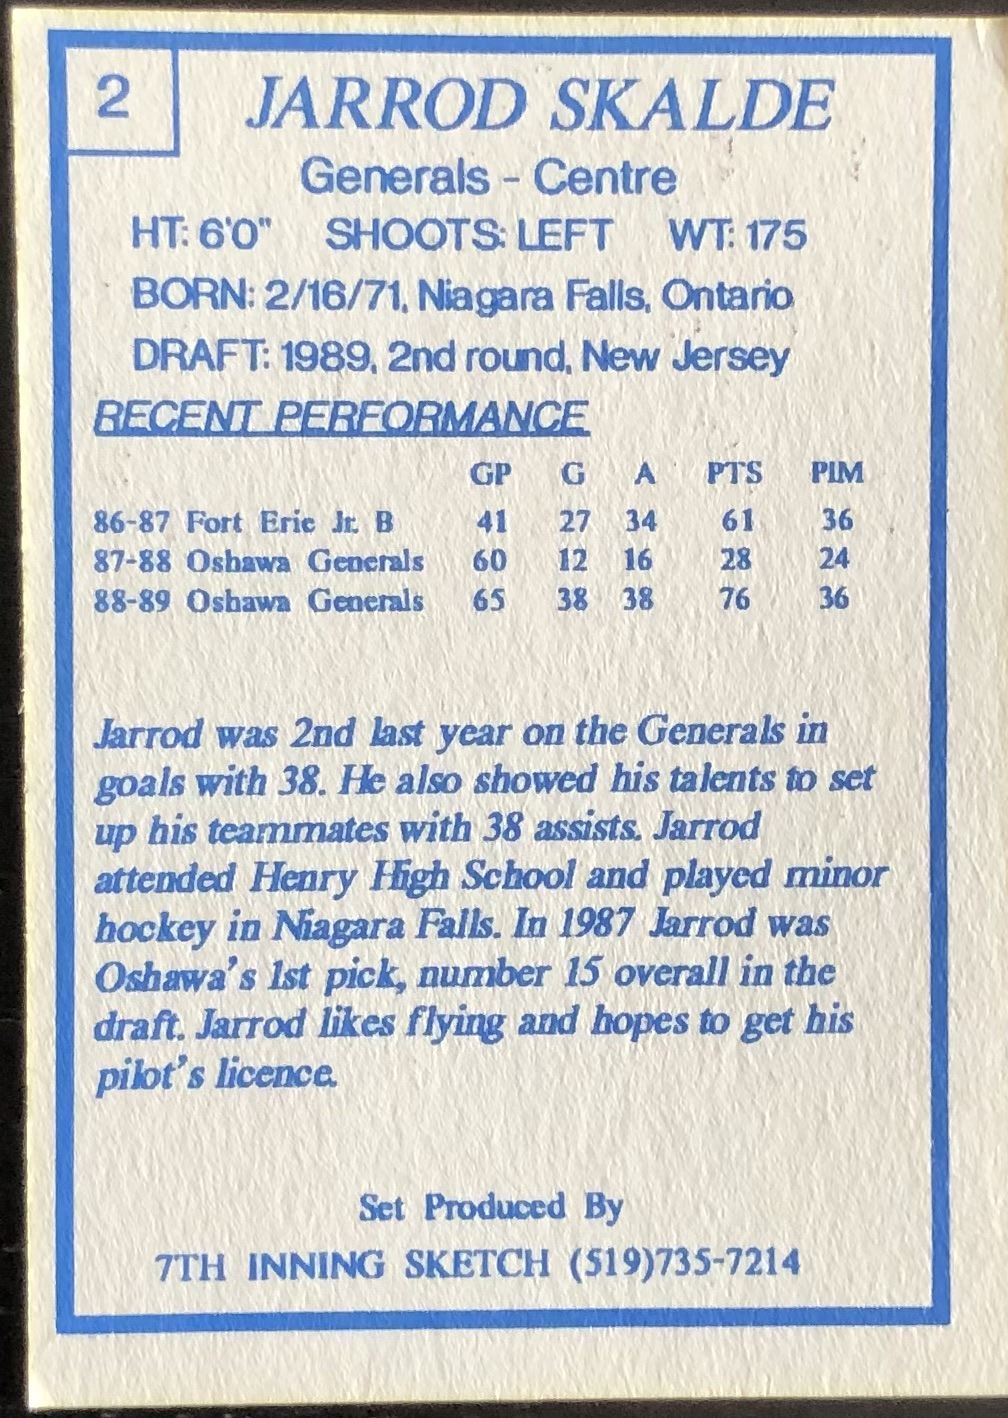 2
JARROD SKALDE
Generals - Centre
HT: 6'0" SHOOTS: LEFT WT: 175
BORN: 2/16/71, Niagara Falls, Ontario
DRAFT: 1989, 2nd round, New Jersey
RECENT PERFORMANCE
GP G A PTS PIM
86-87 Fort Erie Jr. B 41 27 34 61 36
87-88 Oshawa Generals 60 12 16 28 24
88-89 Oshawa Generals 65 38 38 76 36
Jarrod was 2nd last year on the Generals in
goals with 38. He also showed his talents to set
up his teammates with 38 assists. Jarrod
attended Henry High School and played minor
hockey in Niagara Falls. In 1987 Jarrod was
Oshawa's 1st pick, number 15 overall in the
draft. Jarrod likes flying and hopes to get his
pilot's licence.
Set Produced By
7TH INNING SKETCH (519)735-7214